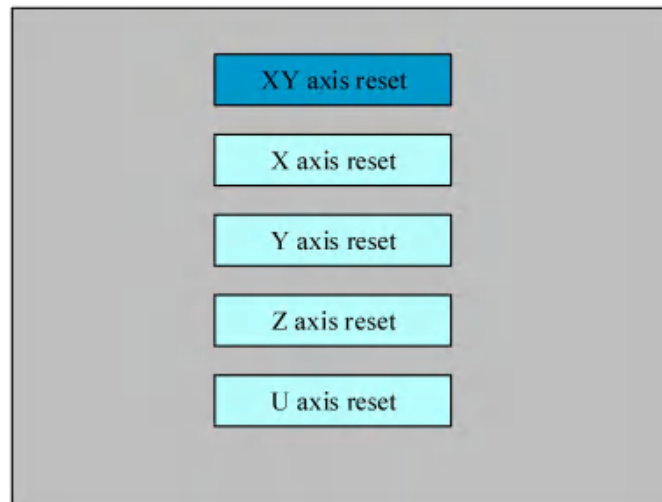 XY axis reset
X axis reset
Y axis reset
Z axis reset
U axis reset